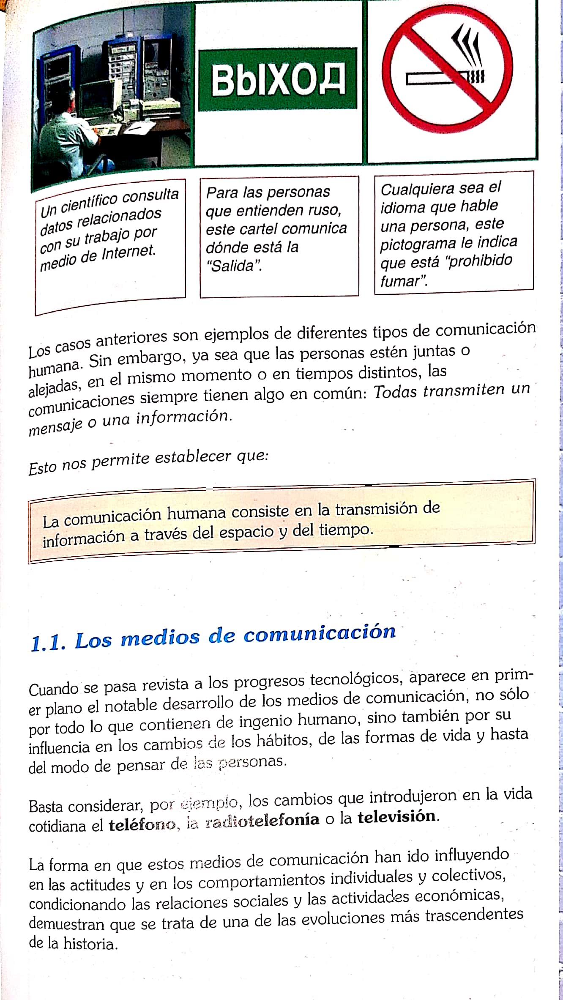 ВЫХОД
Un científico consulta
datos relacionados
con su trabajo por
medio de Internet.
Para las personas
que entienden ruso,
este cartel comunica
dónde está la
“Salida”.
Cualquiera sea el
idioma que hable
una persona, este
pictograma le indica
que está “prohibido
fumar”.
Los casos anteriores son ejemplos de diferentes tipos de comunicación
humana. Sin embargo, ya sea que las personas estén juntas o
alejadas, en el mismo momento o en tiempos distintos, las
comunicaciones siempre tienen algo en común: Todas transmiten un
mensaje o una información.
Esto nos permite establecer que:
La comunicación humana consiste en la transmisión de
información a través del espacio y del tiempo.
1.1. Los medios de comunicación
Cuando se pasa revista a los progresos tecnológicos, aparece en prim-
er plano el notable desarrollo de los medios de comunicación, no sólo
por todo lo que contienen de ingenio humano, sino también por su
influencia en los cambios de los hábitos, de las formas de vida y hasta
del modo de pensar de las personas.
Basta considerar, por ejemplo, los cambios que introdujeron en la vida
cotidiana el teléfono, la radiotelefonía o la televisión.
La forma en que estos medios de comunicación han ido influyendo
en las actitudes y en los comportamientos individuales y colectivos,
condicionando las relaciones sociales y las actividades económicas,
demuestran que se trata de una de las evoluciones más trascendentes
de la historia.